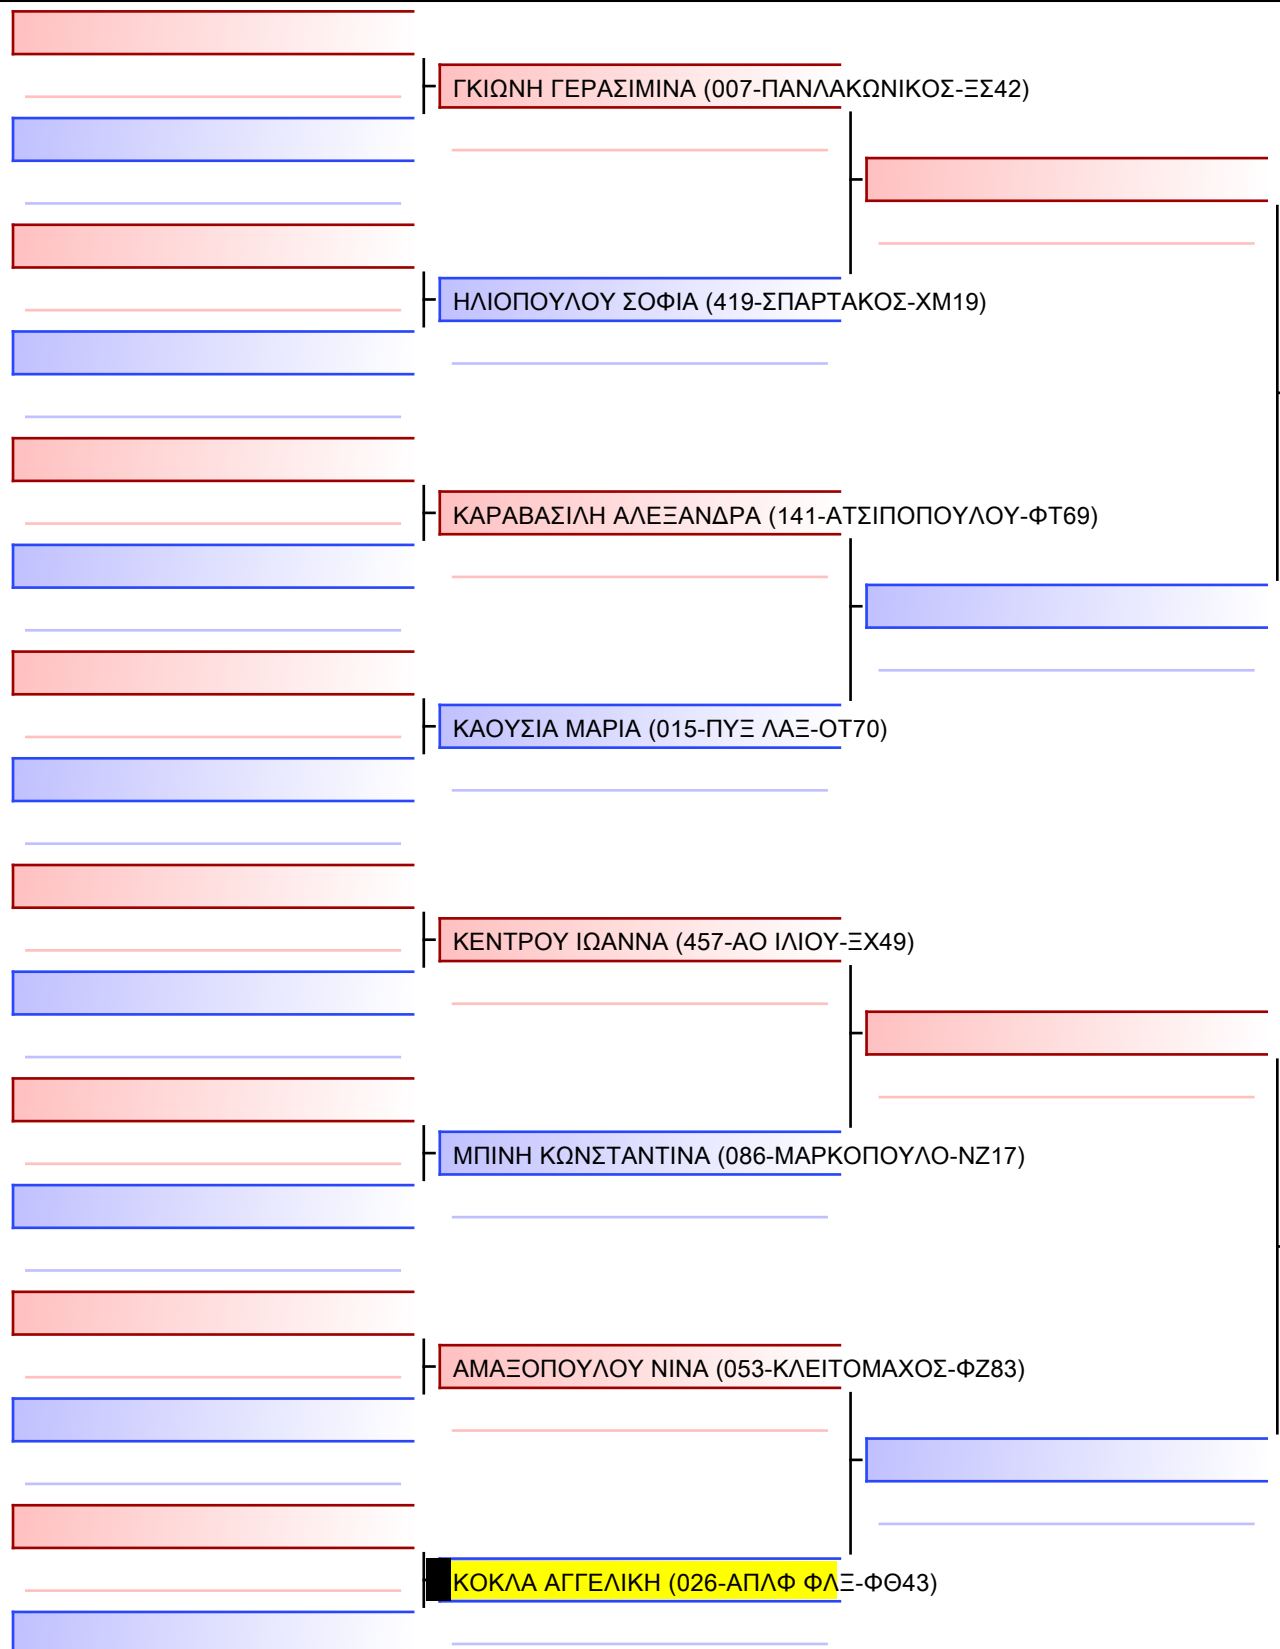 ΓΚΙΩΝΗ ΓΕΡΑΣΙΜΙΝΑ (007-ΠΑΝΛΑΚΩΝΙΚΟΣ-ΞΣ42)
ΗΛΙΟΠΟΥΛΟΥ ΣΟΦΙΑ (419-ΣΠΑΡΤΑΚΟΣ-ΧΜ19)
ΚΑΡΑΒΑΣΙΛΗ ΑΛΕΞΑΝΔΡΑ (141-ΑΤΣΙΠΟΠΟΥΛΟΥ-ΦΤ69)
ΚΑΟΥΣΙΑ ΜΑΡΙΑ (015-ΠΥΞ ΛΑΞ-ΟΤ70)
ΚΕΝΤΡΟΥ ΙΩΑΝΝΑ (457-ΑΟ ΙΛΙΟΥ-ΞΧ49)
ΜΠΙΝΗ ΚΩΝΣΤΑΝΤΙΝΑ (086-ΜΑΡΚΟΠΟΥΛΟ-ΝΖ17)
ΑΜΑΞΟΠΟΥΛΟΥ ΝΙΝΑ (053-ΚΛΕΙΤΟΜΑΧΟΣ-ΦΖ83)
ΚΟΚΛΑ ΑΓΓΕΛΙΚΗ (026-ΑΠΛΦ ΦΛΞ-ΦΘ43)